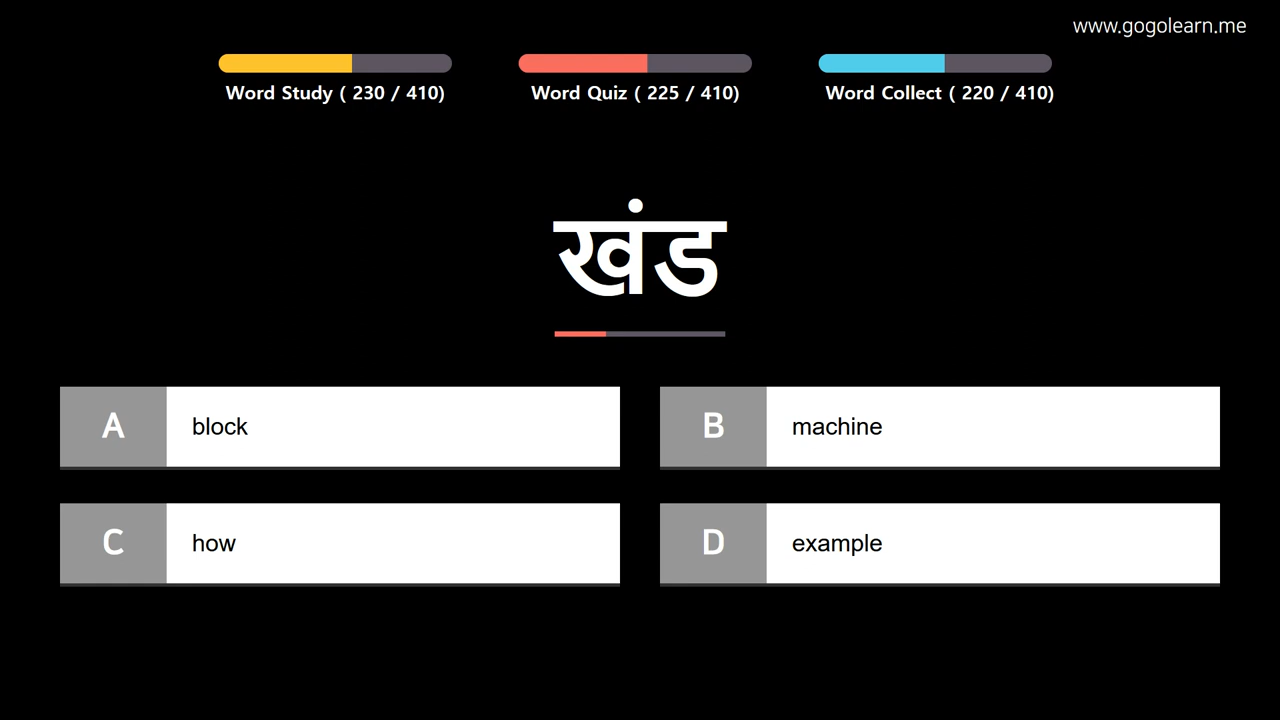 www.gogolearn.me
Word Study ( 230 / 410)
Word Quiz ( 225 / 410)
Word Collect ( 220 / 410)
खंड
A block
B machine
C how
D example